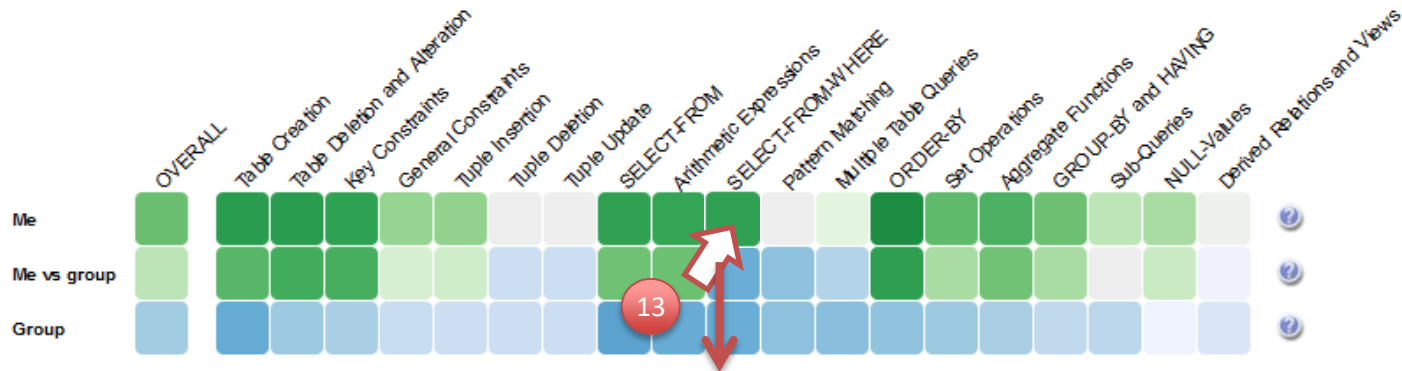 OVERALL
Table Creation
Table Deletion and Alteration
Key Constraints
General Constraints
Tuple Insertion
Tuple Deletion
Tuple Update
SELECT-FROM
Arithmetic Expressions
SELECT-FROM-WHERE
Pattern Matching
Multiple Table Queries
ORDER-BY
Set Operations
Aggregate Functions
GROUP-BY and HAVING
Sub-Queries
NULL-Values
Derived Relations and Views
Me
?
Me vs group
?
13
Group
?